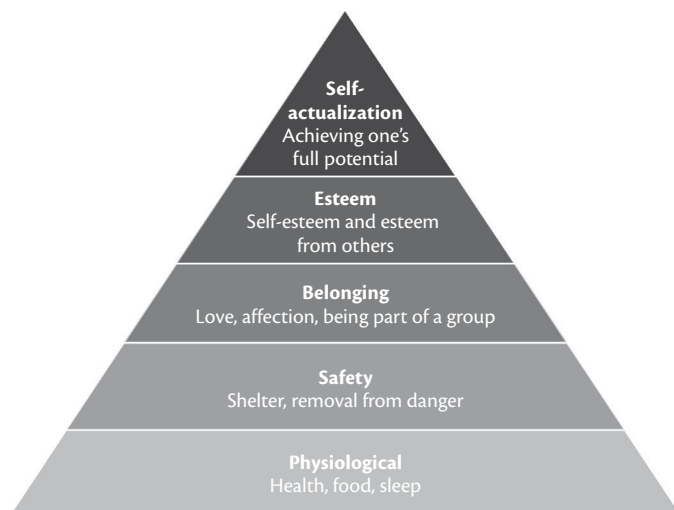 Self-
actualization
Achieving one’s
full potential
Esteem
Self-esteem and esteem
from others
Belonging
Love, affection, being part of a group
Safety
Shelter, removal from danger
Physiological
Health, food, sleep